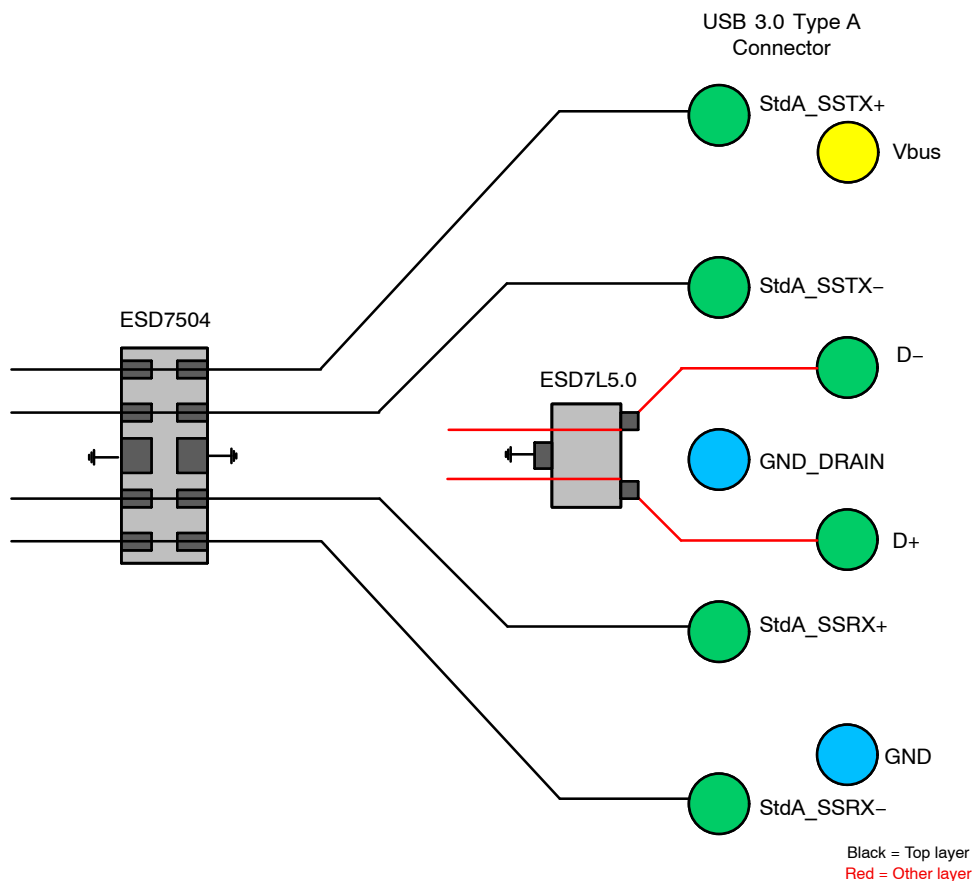 USB 3.0 Type A
Connector
StdA_SSTX+
Vbus
StdA_SSTX−
ESD7504
D−
ESD7L5.0
GND_DRAIN
D+
StdA_SSRX+
GND
StdA_SSRX−
Black = Top layer
Red = Other layer